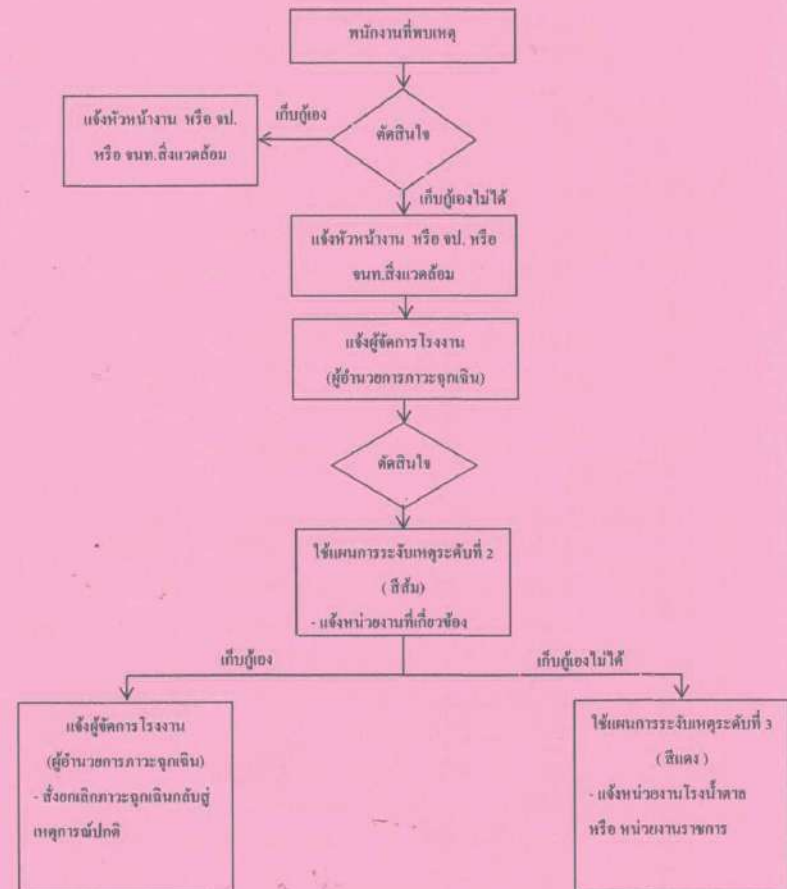 พนักงานที่พบเหตุ
เก็บกู้เอง
แจ้งหัวหน้างาน หรือ จป.
หรือ จนท.สิ่งแวดล้อม
ตัดสินใจ
เก็บกู้เองไม่ได้
แจ้งหัวหน้างาน หรือ จป. หรือ
จนท.สิ่งแวดล้อม
แจ้งผู้จัดการโรงงาน
(ผู้อำนวยการภาวะฉุกเฉิน)
ตัดสินใจ
ใช้แผนการระงับเหตุระดับที่ 2
( สีส้ม)
- แจ้งหน่วยงานที่เกี่ยวข้อง
เก็บกู้เอง
เก็บกู้เองไม่ได้
แจ้งผู้จัดการโรงงาน
(ผู้อำนวยการภาวะฉุกเฉิน)
- สั่งยกเลิกภาวะฉุกเฉินกลับสู่
เหตุการณ์ปกติ
ใช้แผนการระงับเหตุระดับที่ 3
( สีแดง )
- แจ้งหน่วยงานโรงน้ำตาล
หรือ หน่วยงานราชการ